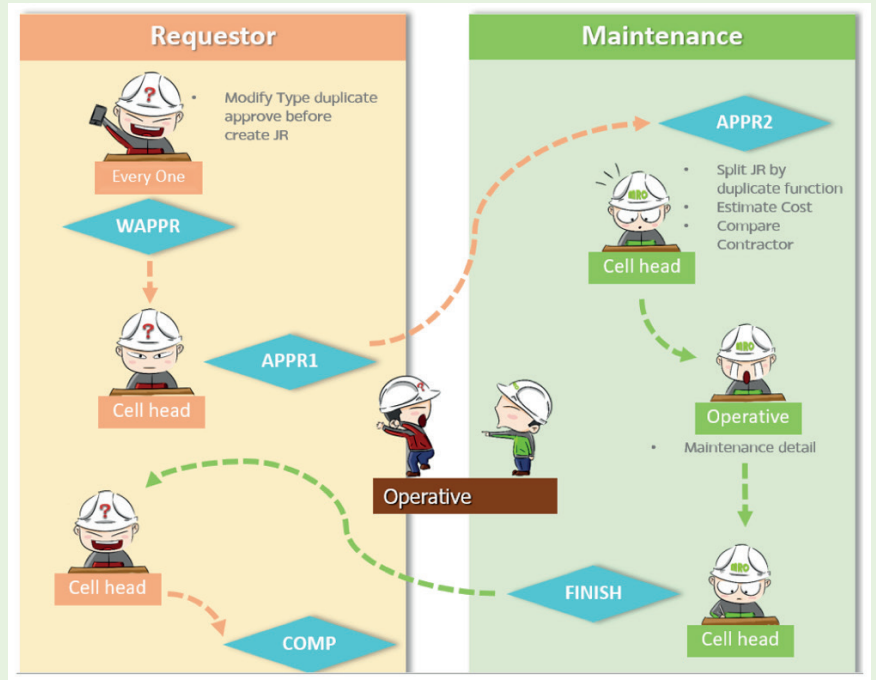 Requestor
Maintenance
?
• Modify Type duplicate
approve before
create JR
Every One
WAPPR
APPR2
• Split JR by
duplicate function
• Estimate Cost
• Compare
Contractor
Cell head
?
Cell head
APPR1
Operative
• Maintenance detail
?
Operative
?
Cell head
FINISH
Cell head
COMP